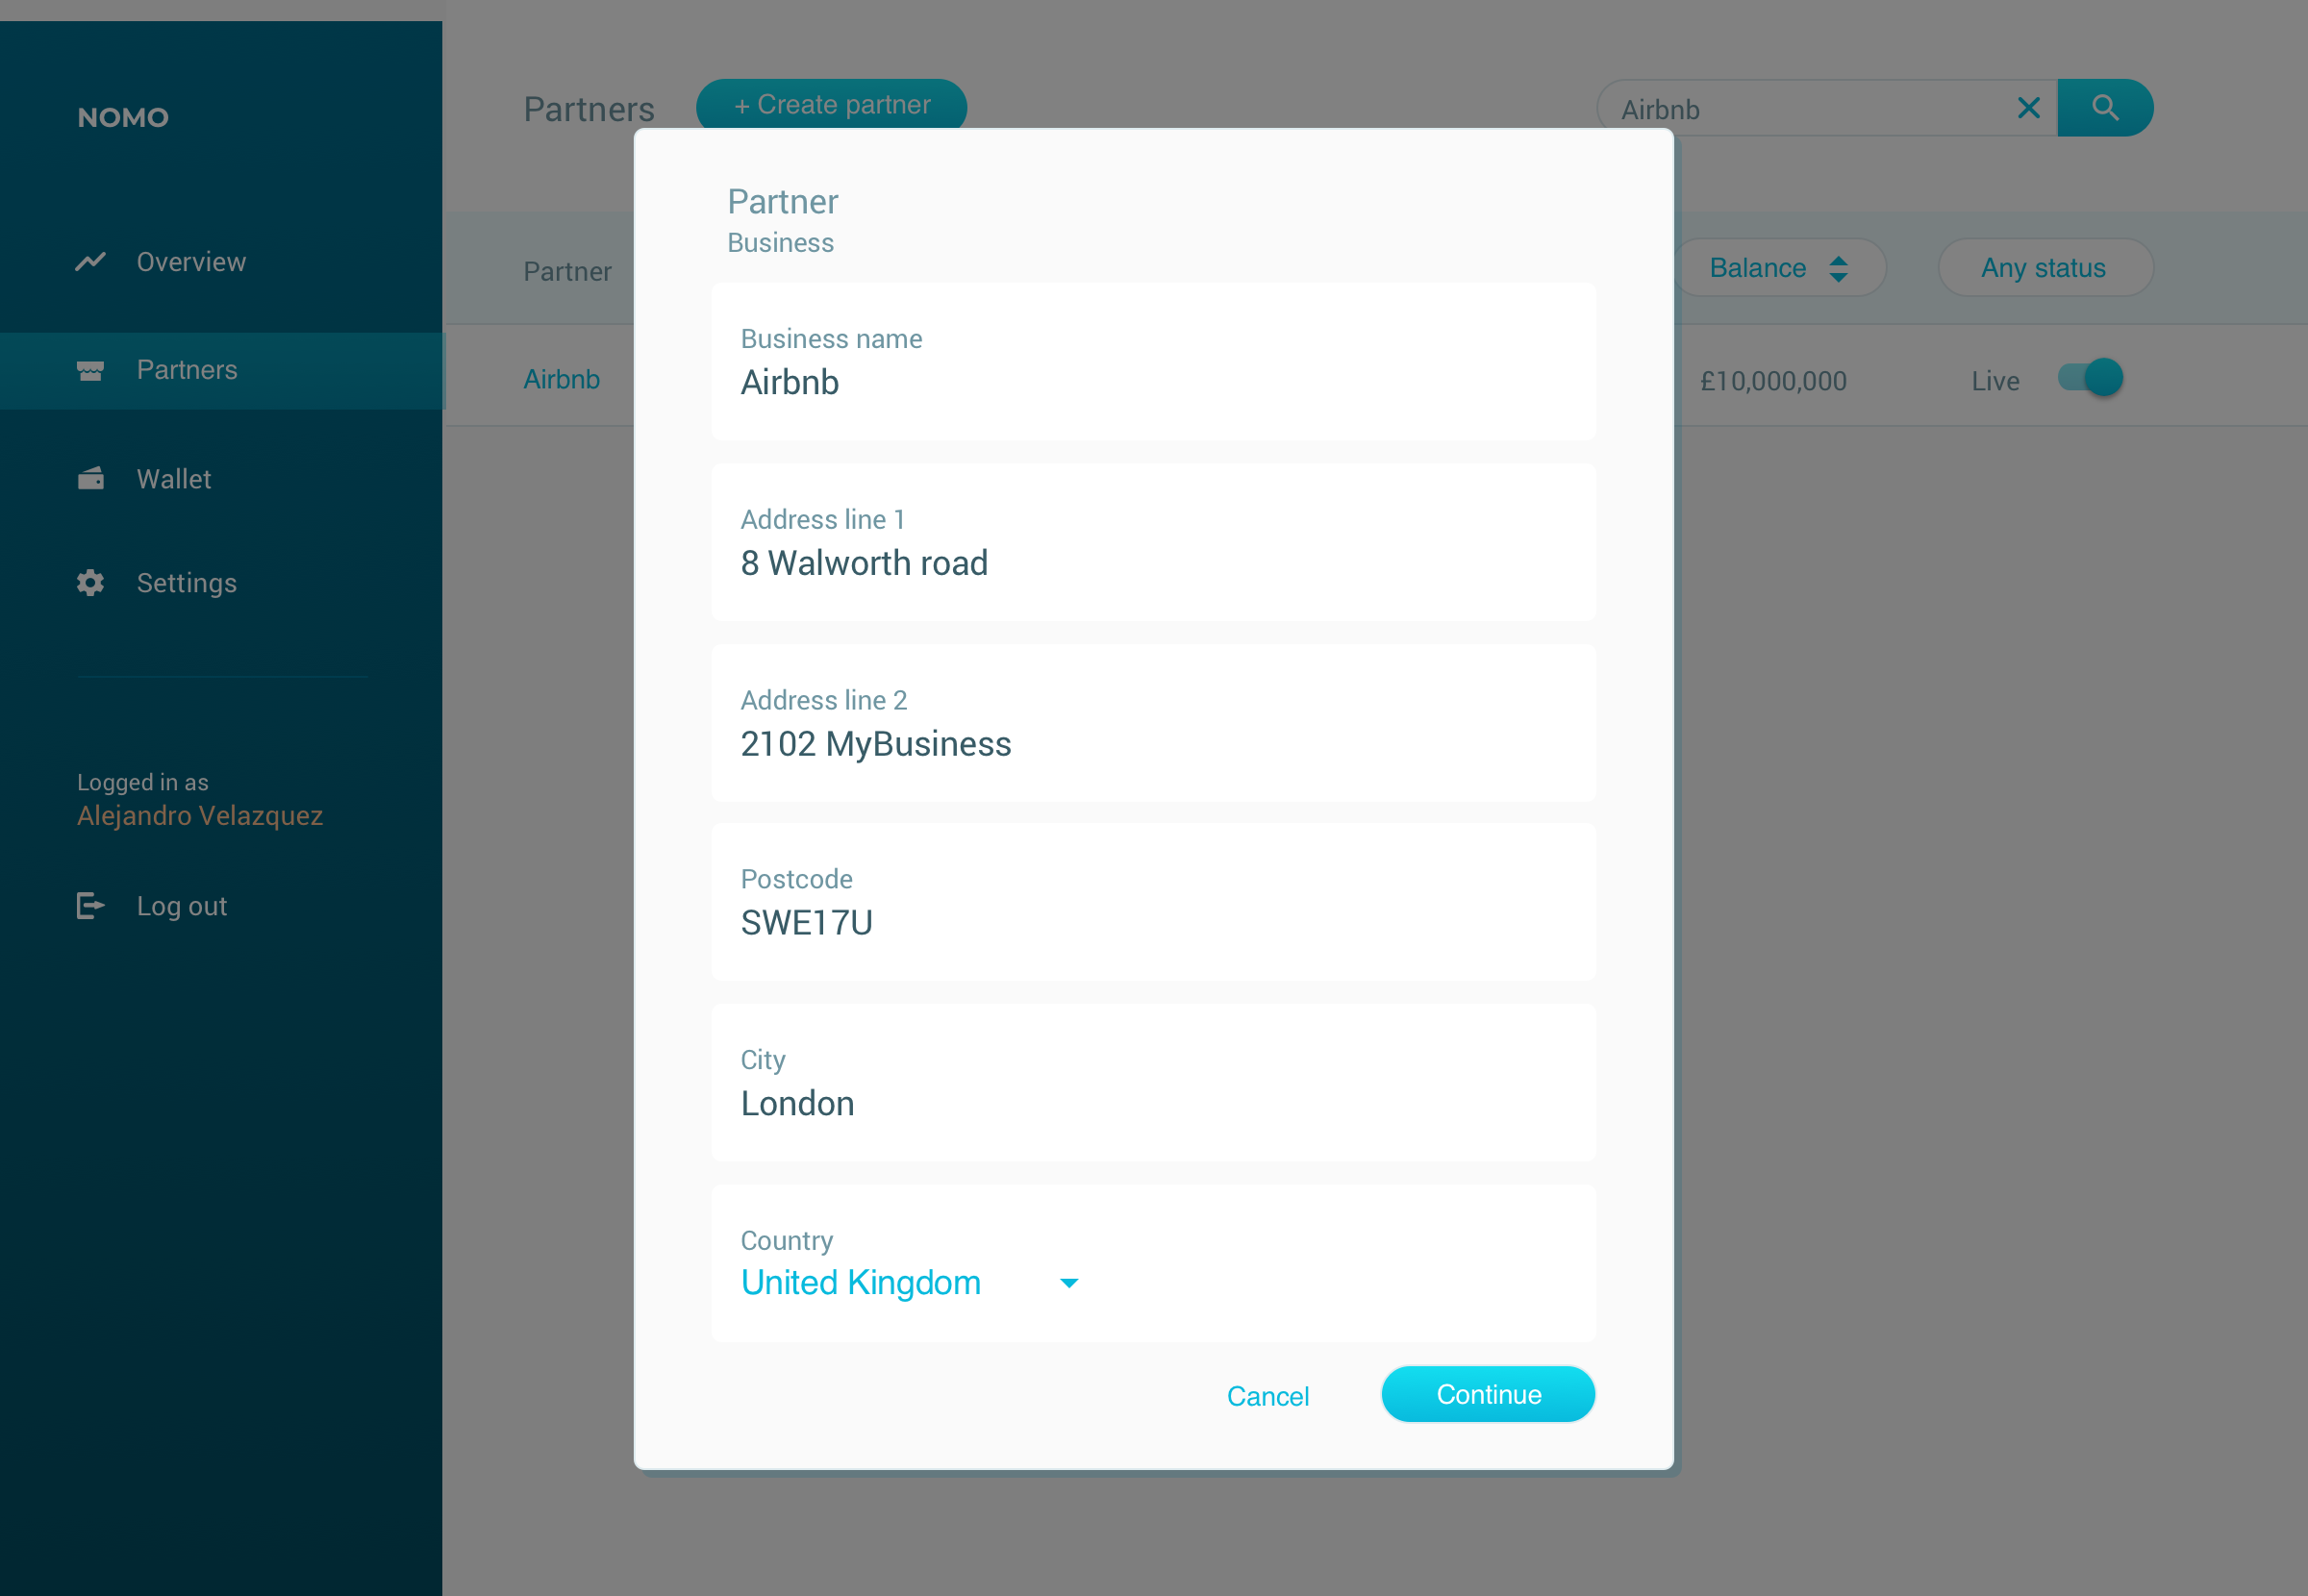 NOMO
Overview
Partners
Wallet
Settings
Logged in as
Alejandro Velazquez
Log out
Partners
+ Create partner
Airbnb
Partner
Balance
Any status
Airbnb
£10,000,000
Live
Partner
Business
Business name
Airbnb
Address line 1
8 Walworth road
Address line 2
2102 MyBusiness
Postcode
SWE17U
City
London
Country
United Kingdom
Cancel
Continue